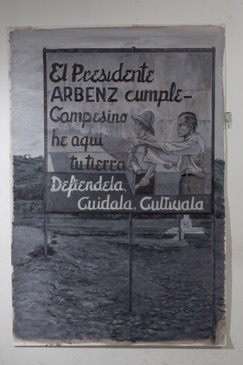 El Presidente
ARBENZ cumple-
Campesino
he aqui
tu tierra
Defiendela,
Cuidala, Cultivala